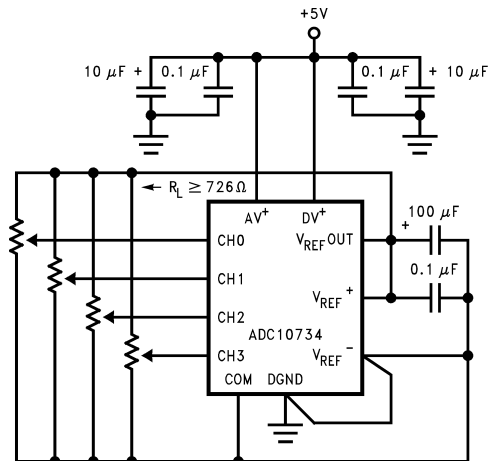 +5V
10 μF + 0.1 μF
0.1 μF + 10 μF
R_L ≥ 726Ω
AV⁺ DV⁺
100 μF
+
CH0 V_REF OUT
0.1 μF
CH1
V_REF⁺
CH2
ADC10734
CH3 V_REF⁻
COM DGND